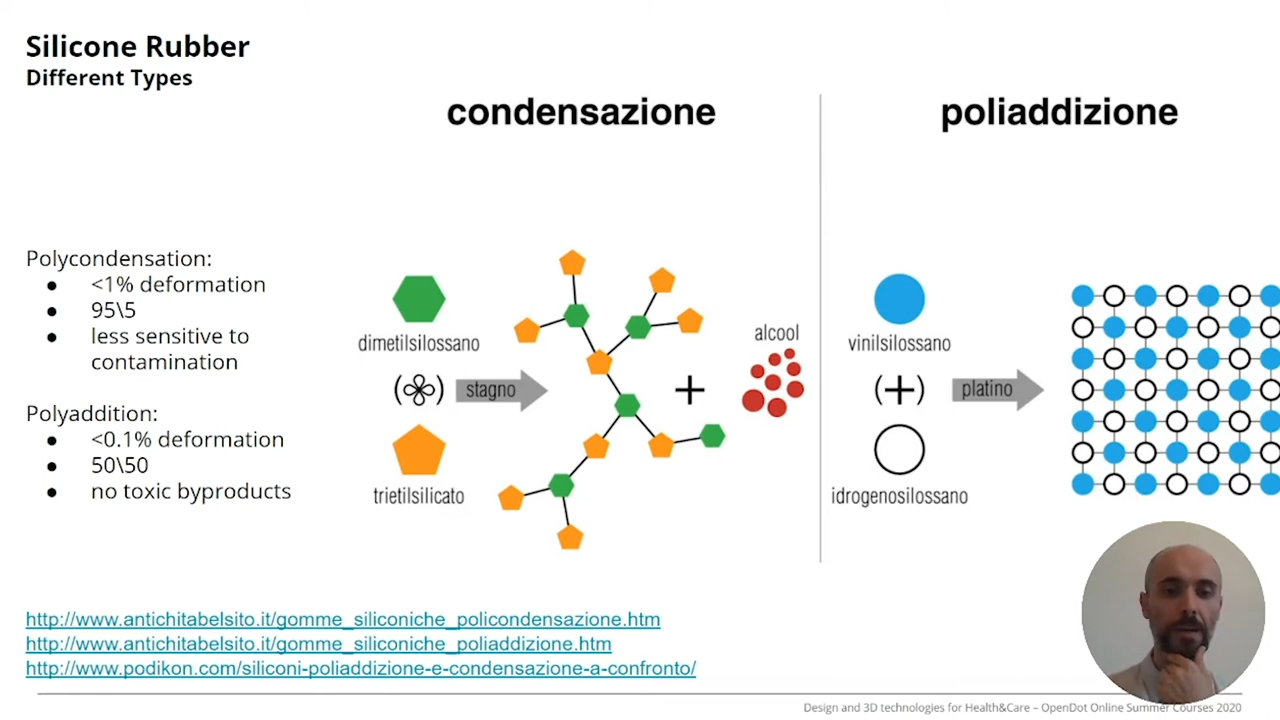 Silicone Rubber
Different Types
condensazione
poliaddizione
Polycondensation:
● <1% deformation
● 95\5
● less sensitive to
contamination
Polyaddition:
● <0.1% deformation
● 50\50
● no toxic byproducts
dimetilsilossano
stagno
trietilsilicato
+
alcool
vinilsilossano
(+)
platino
idrogenosilossano
http://www.antichitabelsito.it/gomme_siliconiche_policondensazione.htm
http://www.antichitabelsito.it/gomme_siliconiche_poliaddizione.htm
http://www.podikon.com/siliconi-poliaddizione-e-condensazione-a-confronto/
Design and 3D technologies for Health&Care – OpenDot Online Summer Courses 2020